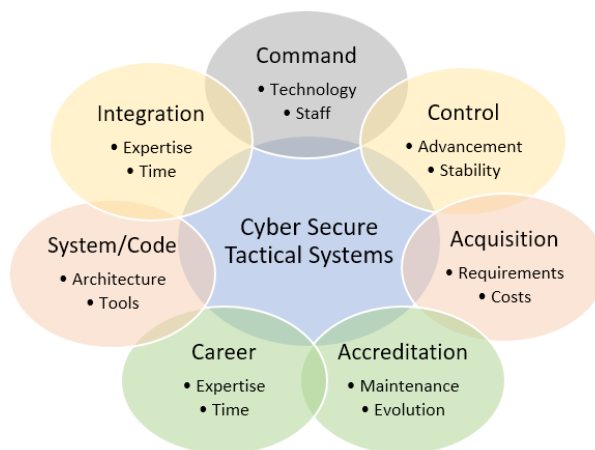 Command
• Technology
• Staff
Integration
• Expertise
• Time
Control
• Advancement
• Stability
Cyber Secure
Tactical Systems
System/Code
• Architecture
• Tools
Acquisition
• Requirements
• Costs
Career
• Expertise
• Time
Accreditation
• Maintenance
• Evolution